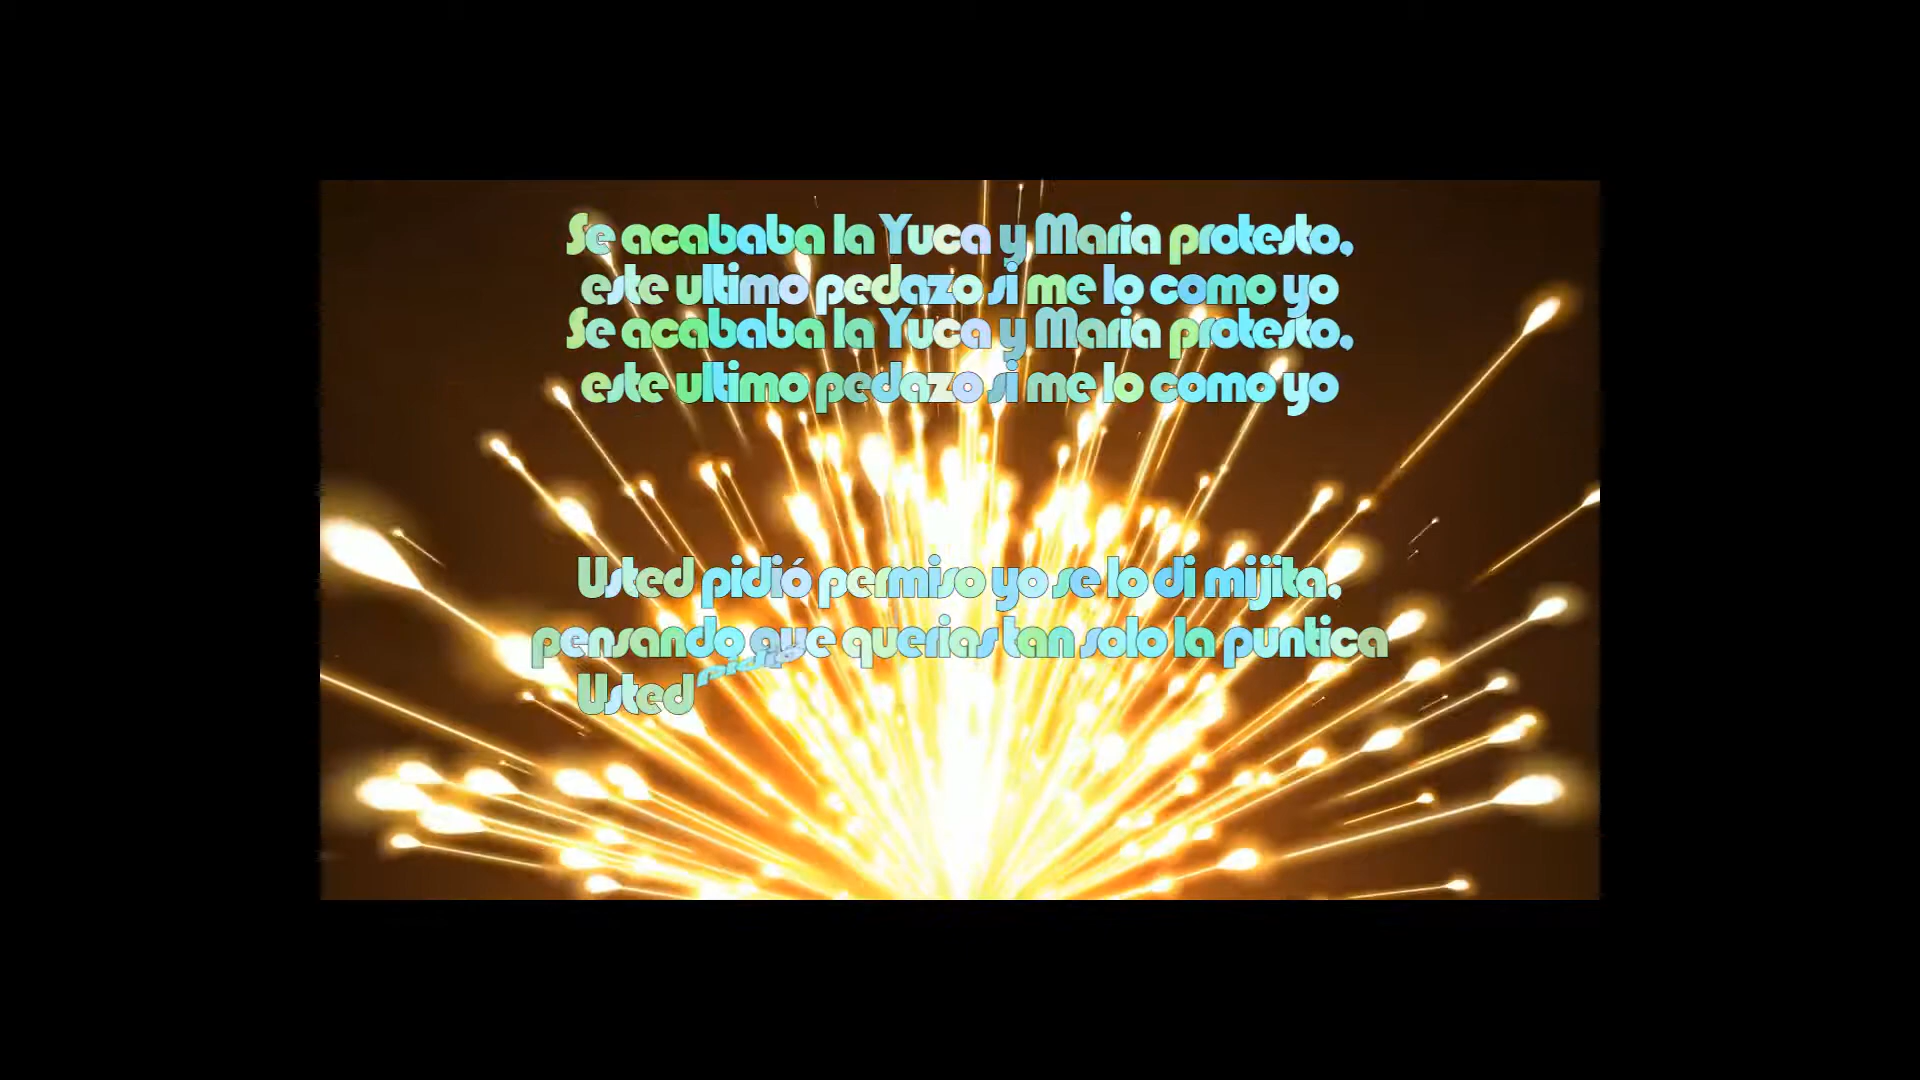 Se acababa la Yuca y Maria protesto,
este ultimo pedazo si me lo como yo
Se acababa la Yuca y Maria protesto,
este ultimo pedazo si me lo como yo
Usted pidió permiso yo se lo di mijita,
pensando que querias tan solo la puntica
Usted pidió